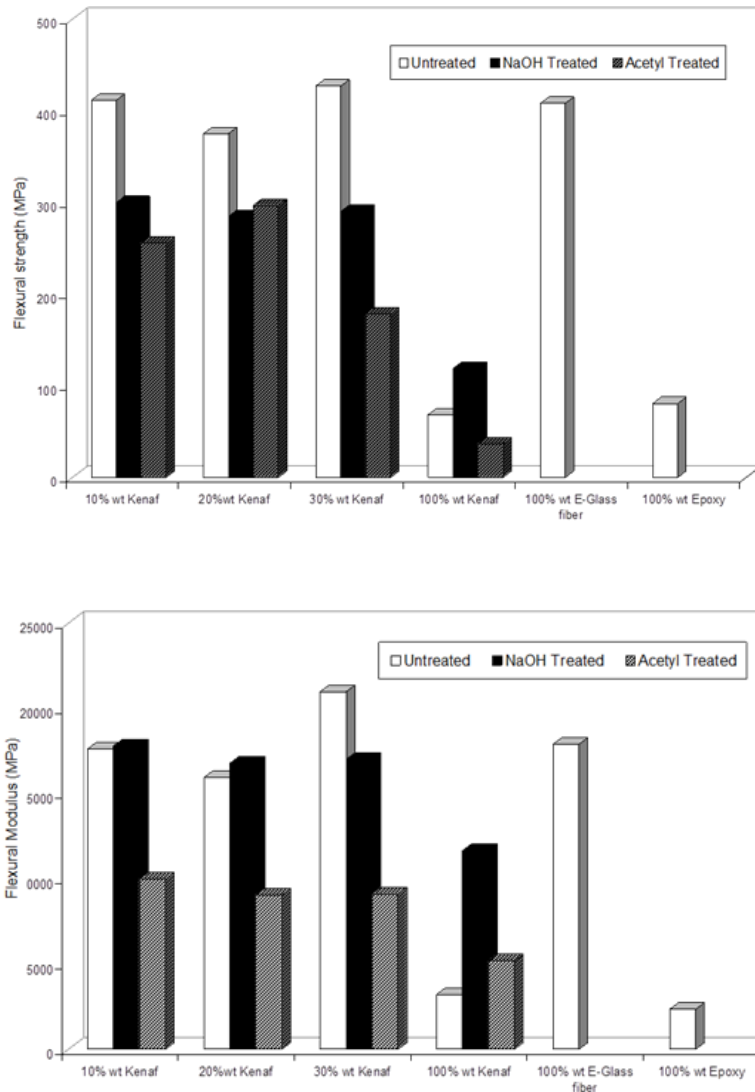 500
Untreated NaOH Treated Acetyl Treated
400
300
200
100
0
Flexural strength (MPa)
10% wt Kenaf 20%wt Kenaf 30% wt Kenaf 100% wt Kenaf 100% wt E-Glass fiber 100% wt Epoxy
25000
Untreated NaOH Treated Acetyl Treated
20000
5000
0000
5000
0
Flexural Modulus (MPa)
10% wt Kenaf 20%wt Kenaf 30% wt Kenaf 100% wt Kenaf 100% wt E-Glass fiber 100% wt Epoxy